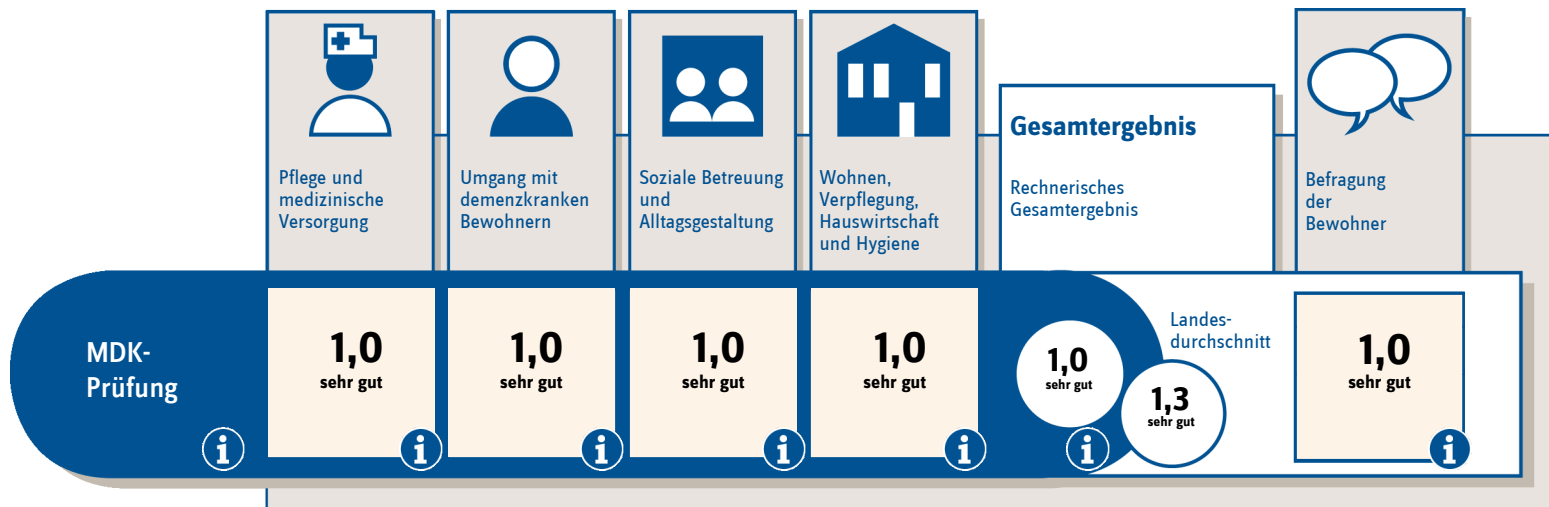 Pflege und
medizinische
Versorgung
Umgang mit
demenzkranken
Bewohnern
Soziale Betreuung
und
Alltagsgestaltung
Wohnen,
Verpflegung,
Hauswirtschaft
und Hygiene
Gesamtergebnis
Rechnerisches
Gesamtergebnis
Befragung
der
Bewohner
MDK-
Prüfung
i
1,0
sehr gut
i
1,0
sehr gut
i
1,0
sehr gut
i
1,0
sehr gut
i
1,0
sehr gut
i
Landes-
durchschnitt
1,3
sehr gut
1,0
sehr gut
i